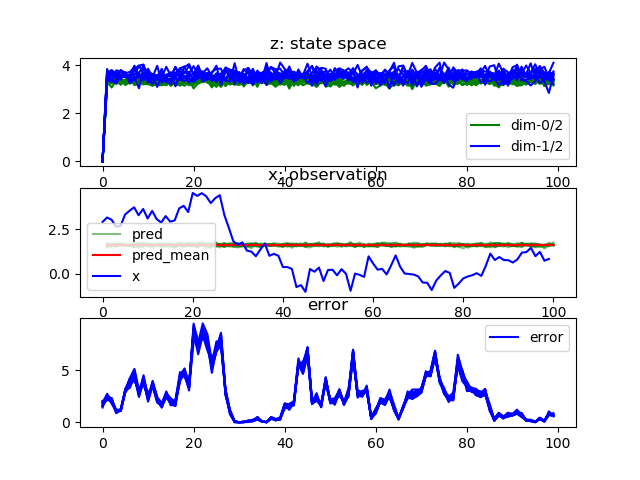 z: state space
4
2
0
dim-0/2
dim-1/2
0 20 40 60 80 100
x: observation
2.5
0.0
pred
pred_mean
x
0 20 40 60 80 100
error
5
0
error
0 20 40 60 80 100